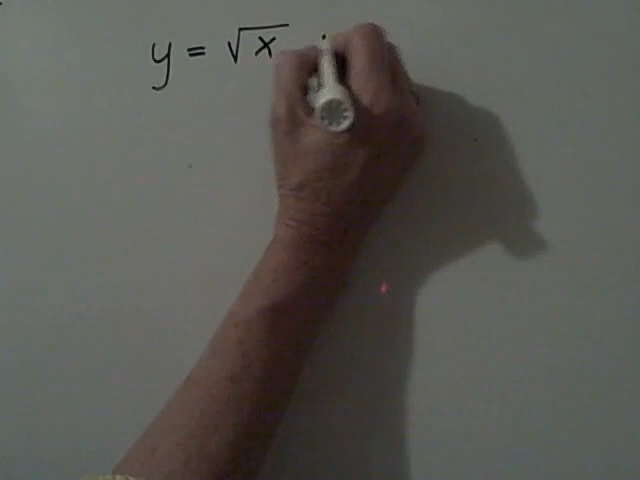 y = √x